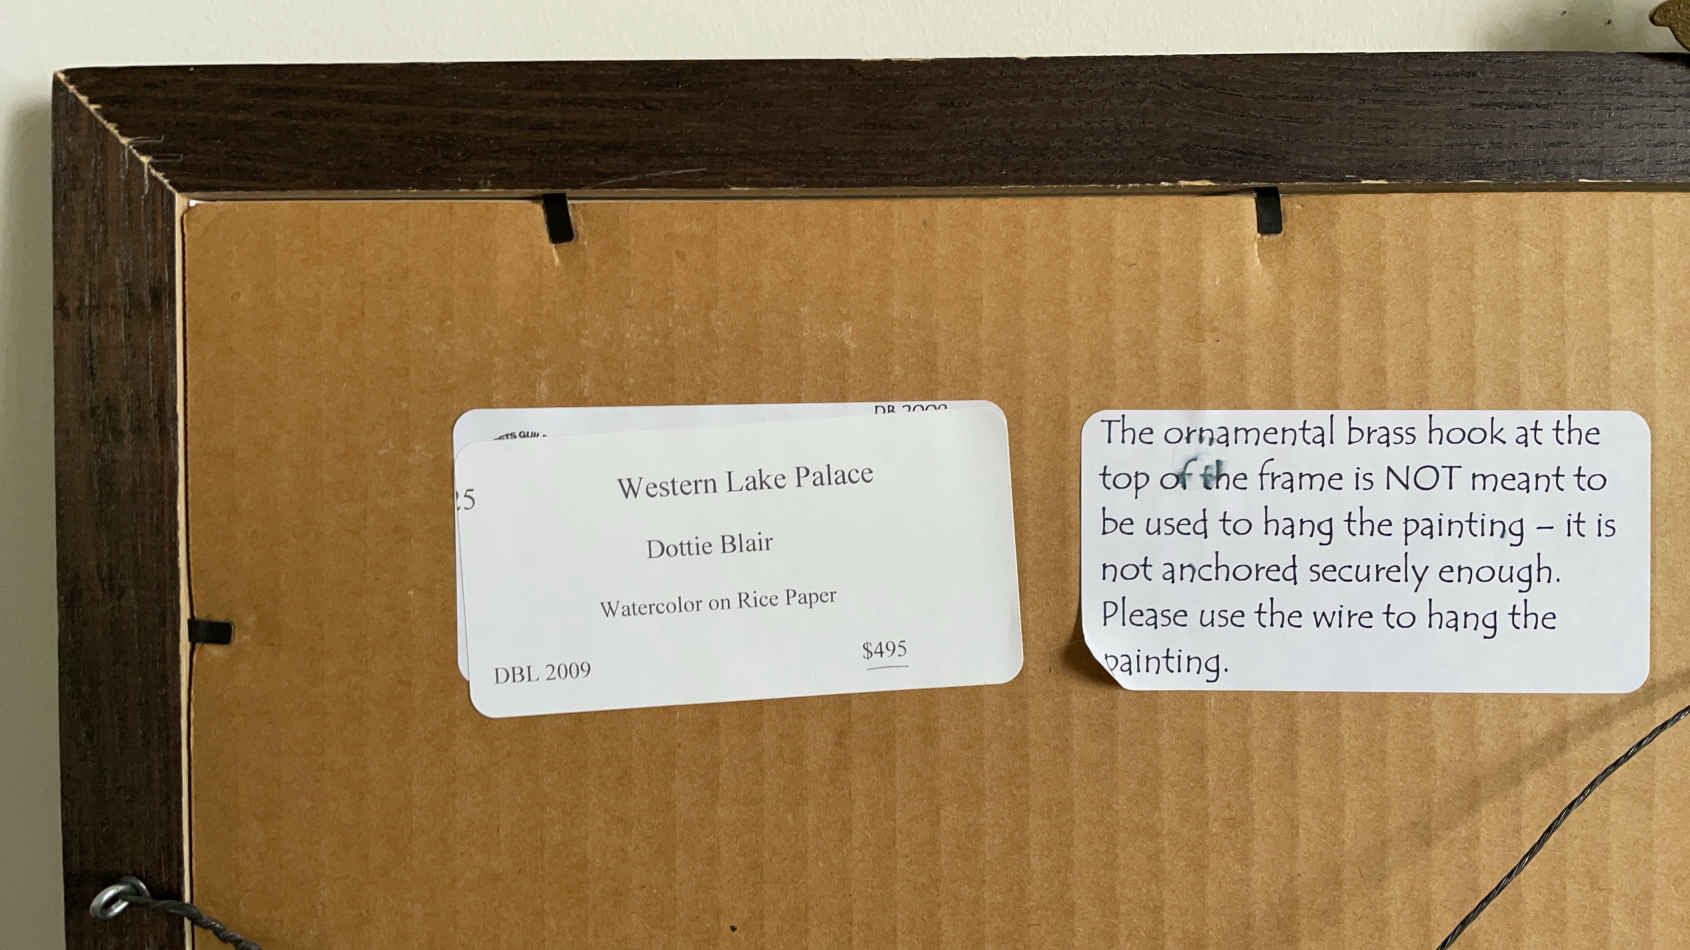 Western Lake Palace
Dottie Blair
Watercolor on Rice Paper
$495
DBL 2009
The ornamental brass hook at the
top of the frame is NOT meant to
be used to hang the painting – it is
not anchored securely enough.
Please use the wire to hang the
painting.